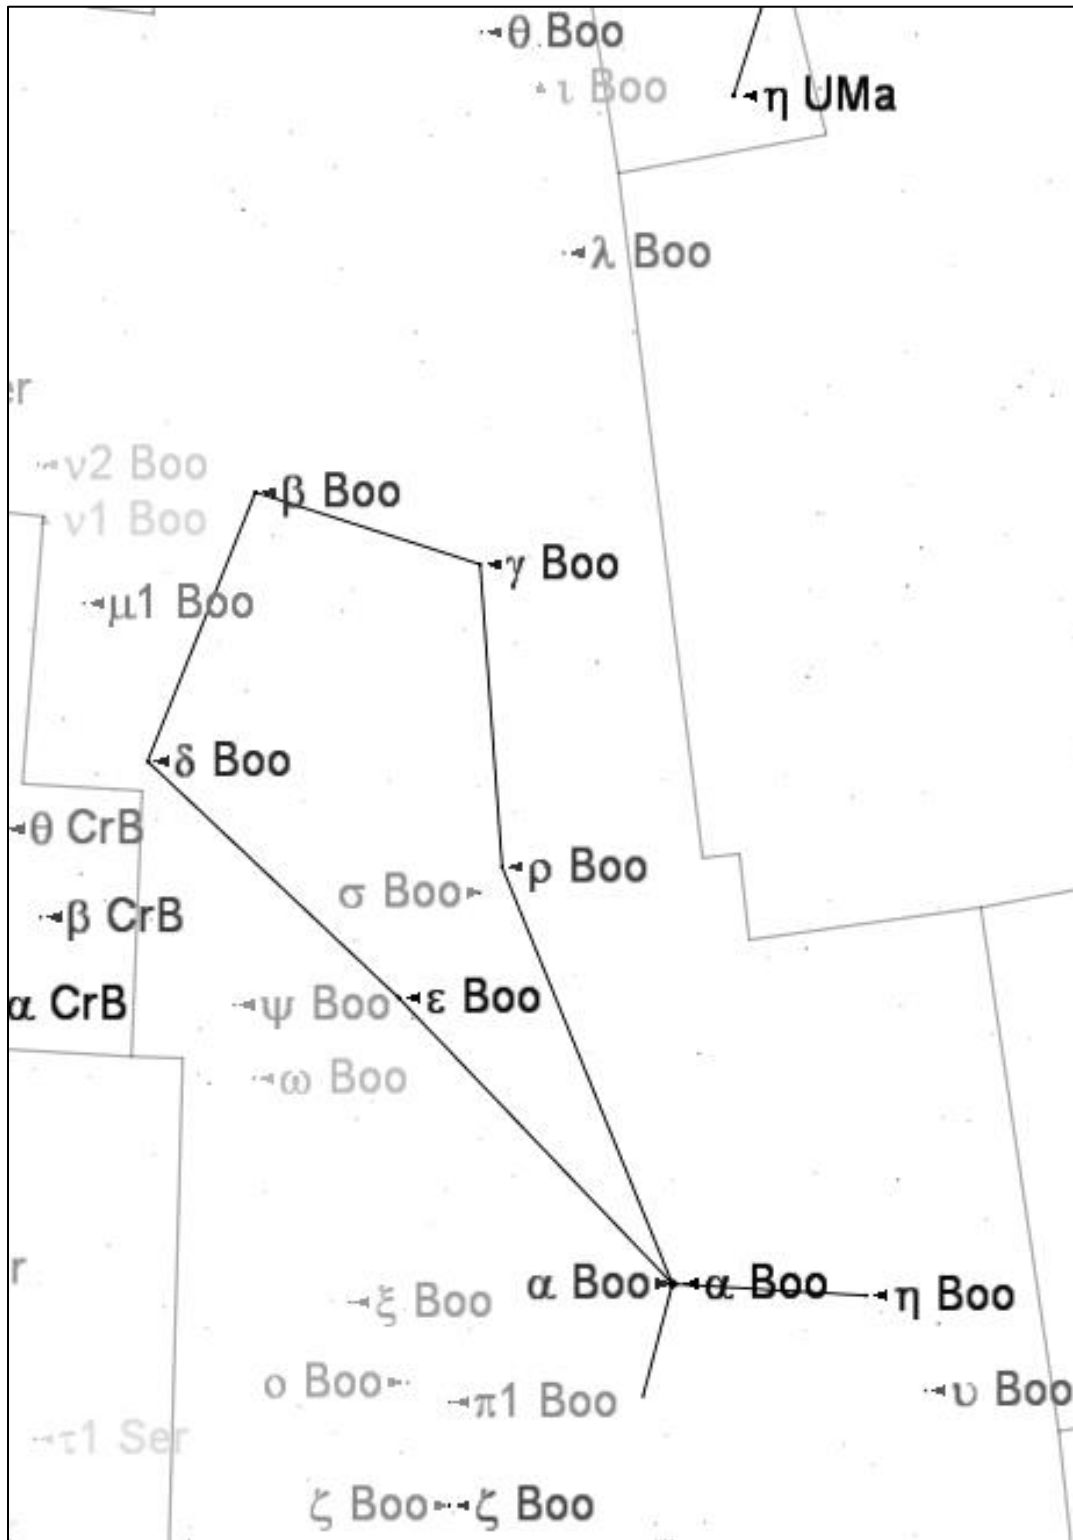 θ Boo
ι Boo
η UMa
λ Boo
er
ν2 Boo
β Boo
ν1 Boo
γ Boo
μ1 Boo
δ Boo
θ CrB
ρ Boo
σ Boo
β CrB
α CrB
ψ Boo
ε Boo
ω Boo
r
α Boo α Boo
η Boo
ξ Boo
ο Boo
π1 Boo
υ Boo
τ1 Ser
ζ Boo ζ Boo